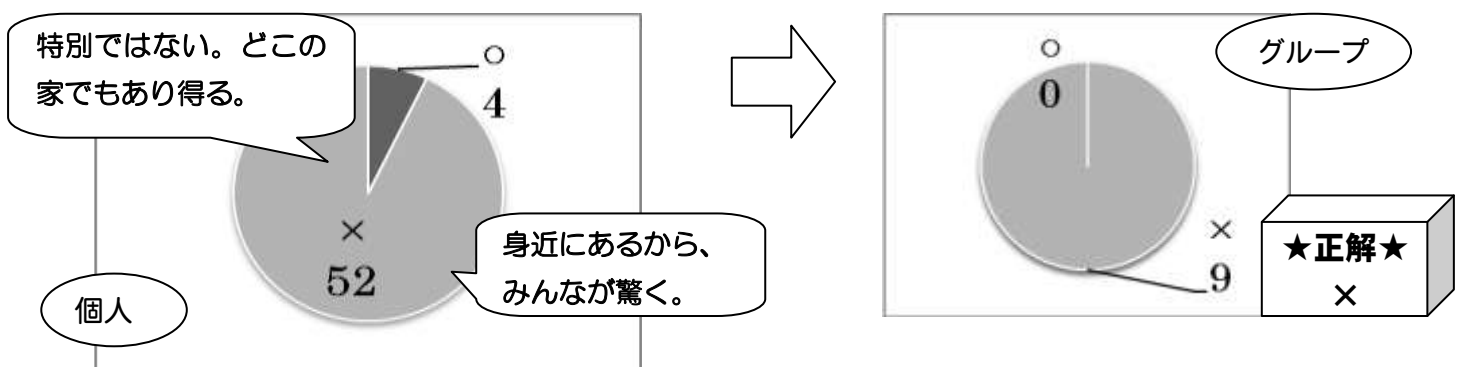 特別ではない。どこの
家でもあり得る。
○
4
×
52
身近にあるから、
みんなが驚く。
個人
グループ
○
0
×
9
★正解★
×